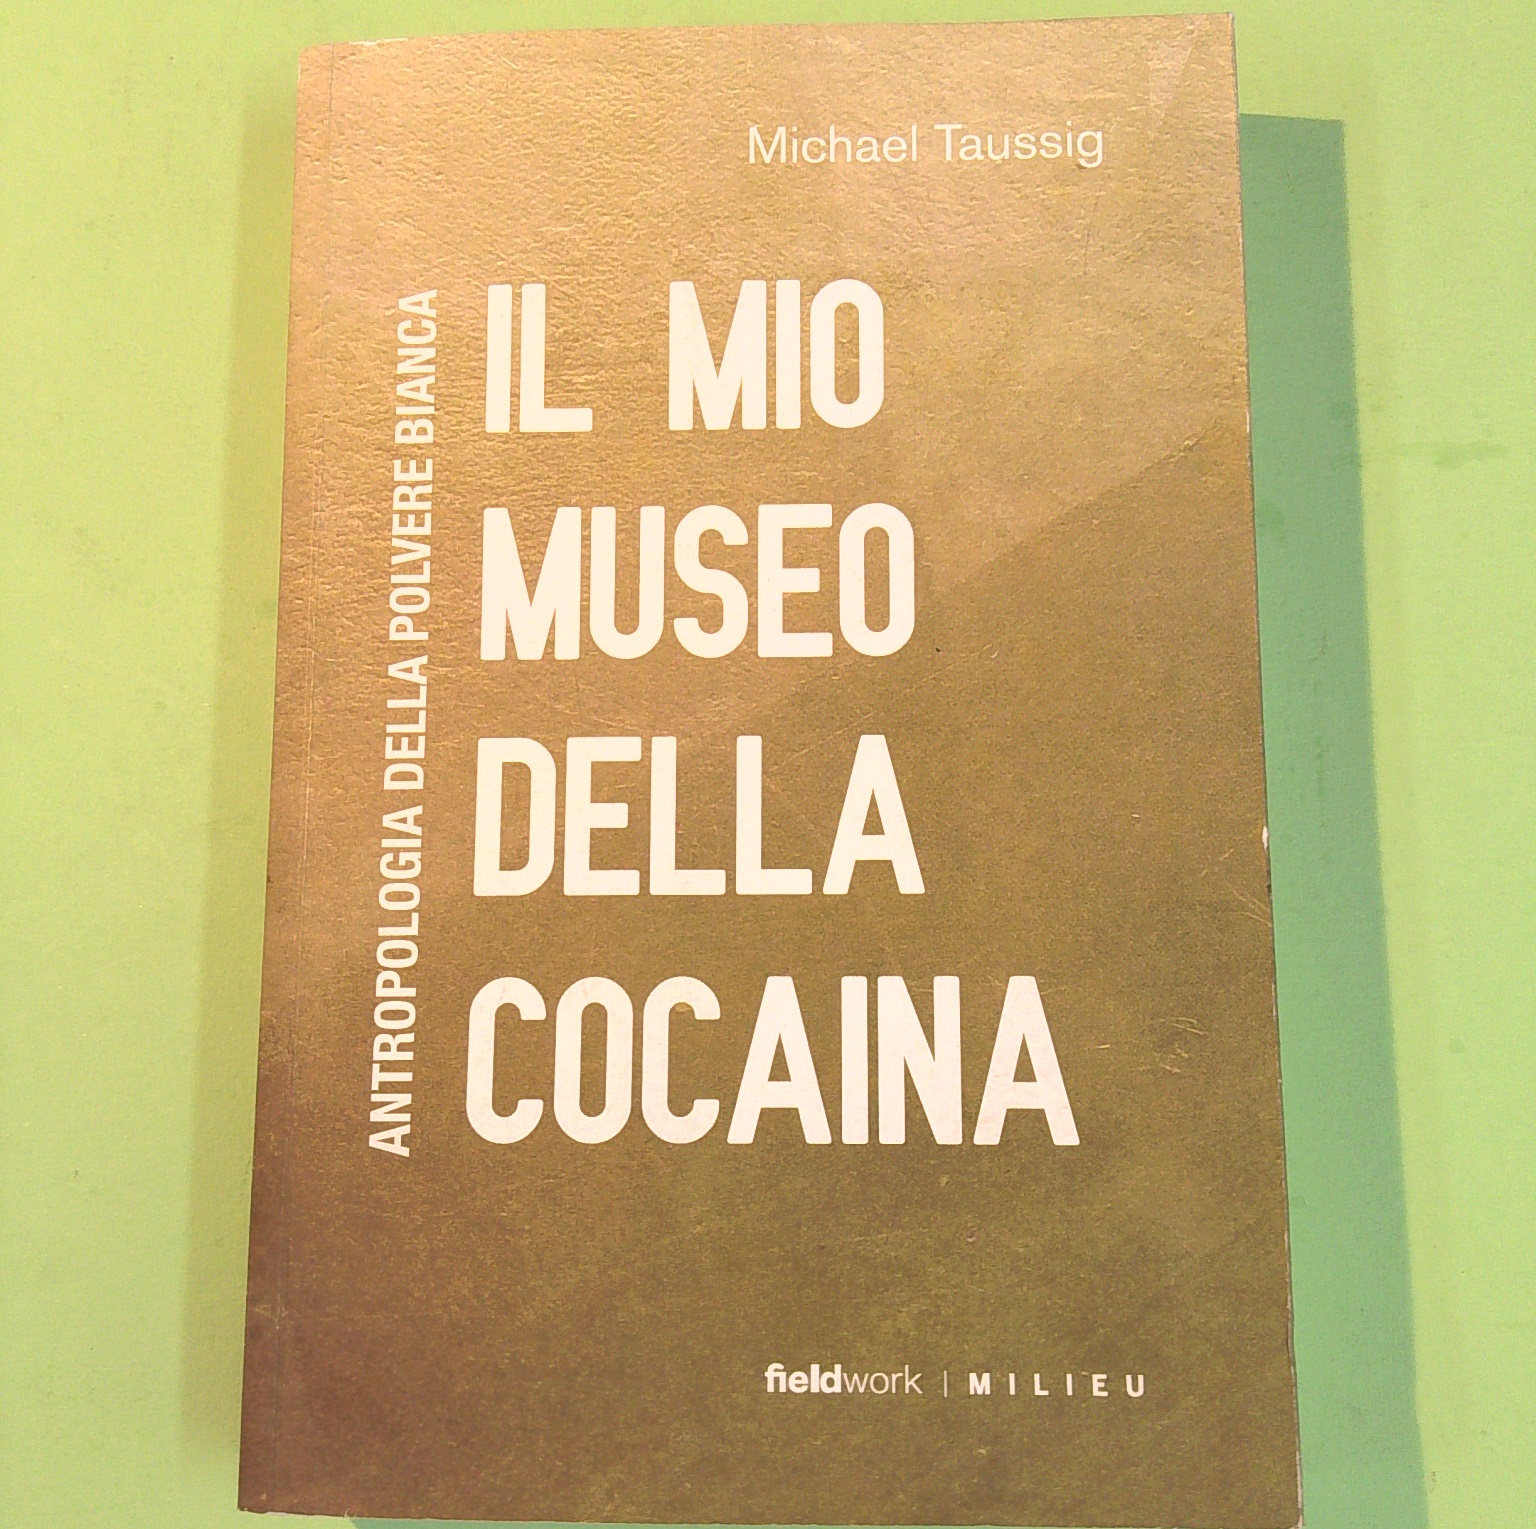 Michael Taussig
IL MIO
MUSEO
DELLA
COCAINA
ANTROPOLOGIA DELLA POLVERE BIANCA
fieldwork | MILIEU